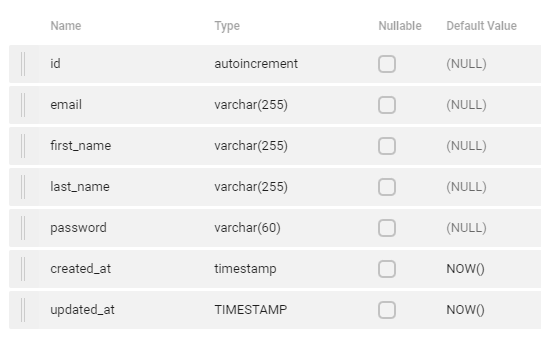 Name Type Nullable Default Value
id autoincrement (NULL)
email varchar(255) (NULL)
first_name varchar(255) (NULL)
last_name varchar(255) (NULL)
password varchar(60) (NULL)
created_at timestamp NOW()
updated_at TIMESTAMP NOW()